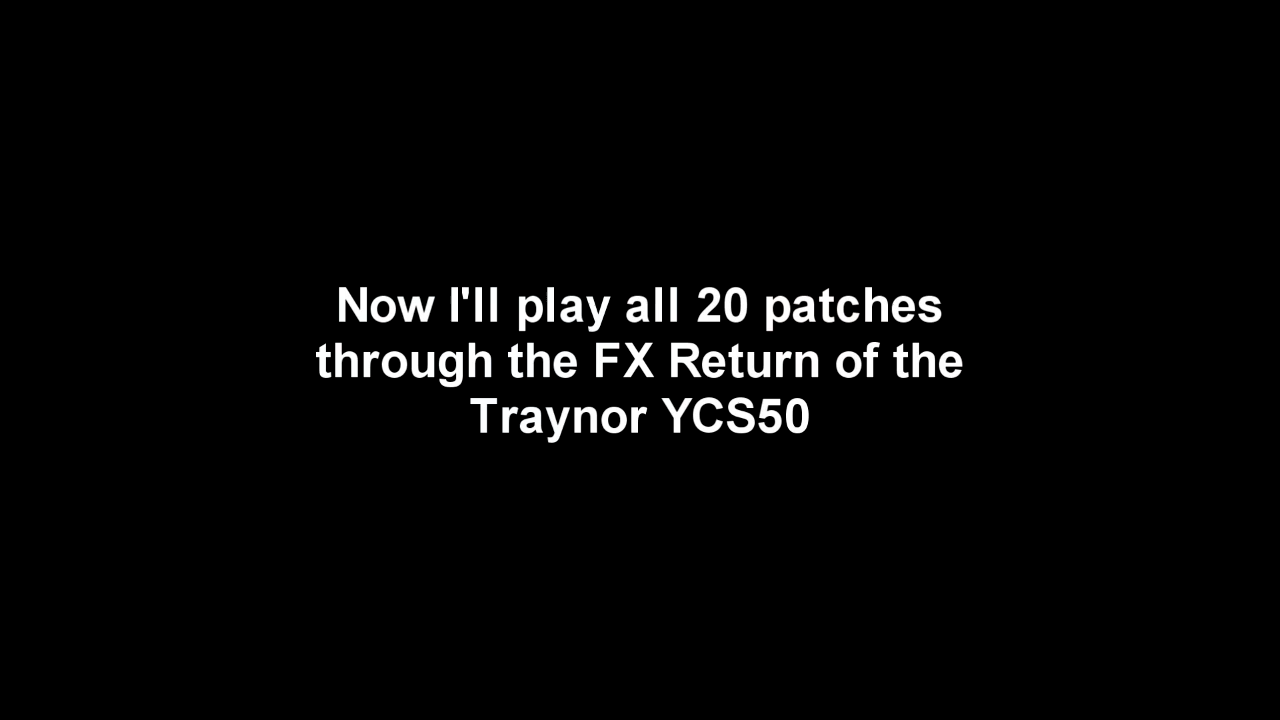 Now I'll play all 20 patches
through the FX Return of the
Traynor YCS50